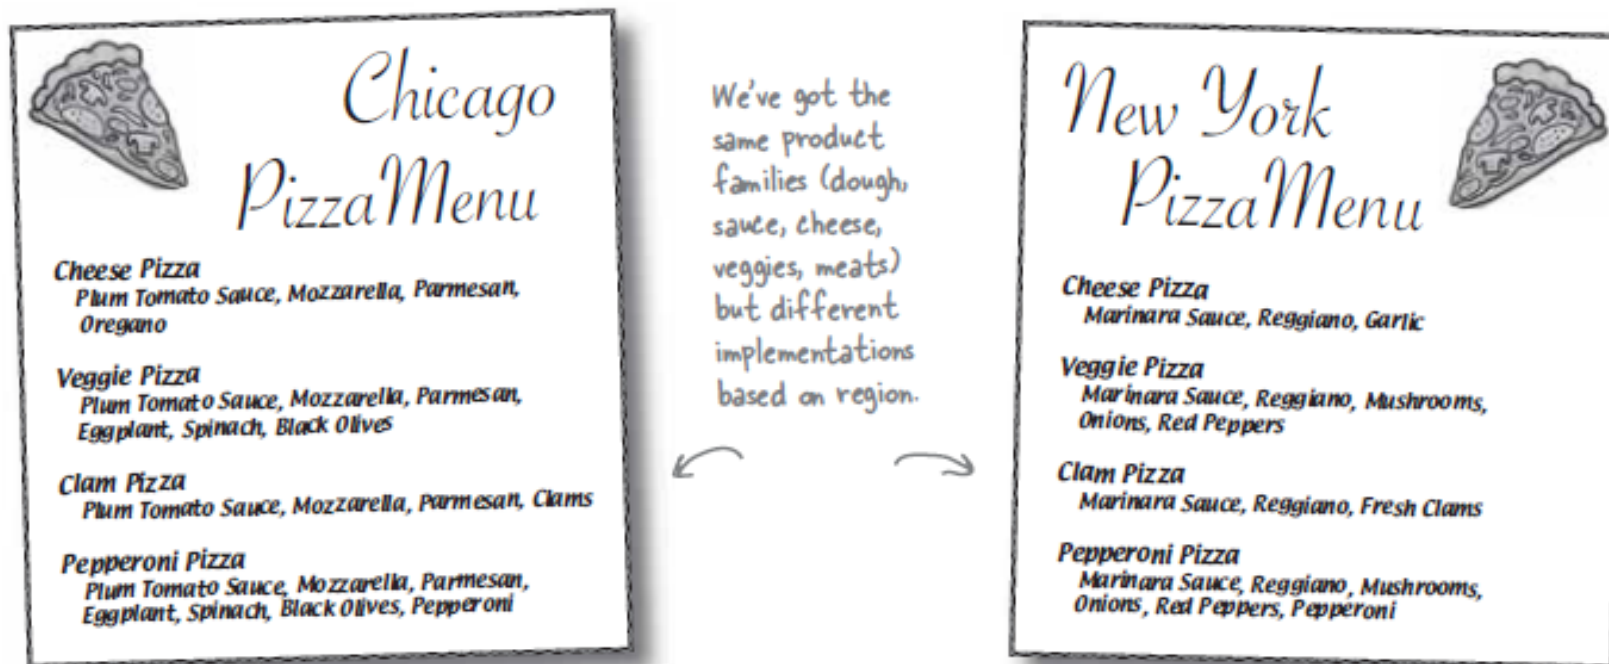 Chicago
Pizza Menu
Cheese Pizza
Plum Tomato Sauce, Mozzarella, Parmesan,
Oregano
Veggie Pizza
Plum Tomato Sauce, Mozzarella, Parmesan,
Eggplant, Spinach, Black Olives
Clam Pizza
Plum Tomato Sauce, Mozzarella, Parmesan, Clams
Pepperoni Pizza
Plum Tomato Sauce, Mozzarella, Parmesan,
Eggplant, Spinach, Black Olives, Pepperoni
We've got the
same product
families (dough,
sauce, cheese,
veggies, meats)
but different
implementations
based on region.
New York
Pizza Menu
Cheese Pizza
Marinara Sauce, Reggiano, Garlic
Veggie Pizza
Marinara Sauce, Reggiano, Mushrooms,
Onions, Red Peppers
Clam Pizza
Marinara Sauce, Reggiano, Fresh Clams
Pepperoni Pizza
Marinara Sauce, Reggiano, Mushrooms,
Onions, Red Peppers, Pepperoni